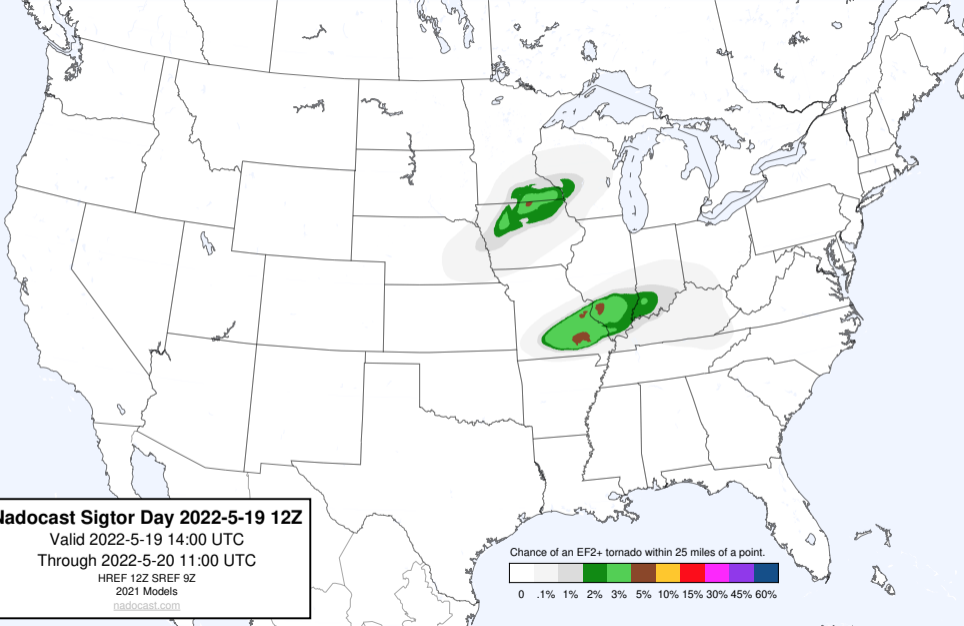 Nadocast Sigtor Day 2022-5-19 12Z
Valid 2022-5-19 14:00 UTC
Through 2022-5-20 11:00 UTC
HREF 12Z SREF 9Z
2021 Models
nadocast.com
Chance of an EF2+ tornado within 25 miles of a point.
0 .1% 1% 2% 3% 5% 10% 15% 30% 45% 60%